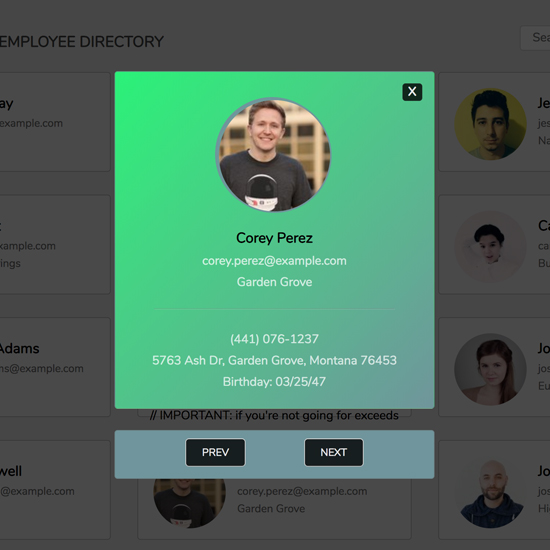 EMPLOYEE DIRECTORY
Sea
ay
example.com
Je
jes
Na
X
Corey Perez
corey.perez@example.com
Garden Grove
(441) 076-1237
5763 Ash Dr, Garden Grove, Montana 76453
Birthday: 03/25/47
example.com
ings
Ca
ca
Bu
Adams
ns@example.com
Jo
jos
Eu
// IMPORTANT: if you're not going for exceeds
PREV
NEXT
well
@example.com
corey.perez@example.com
Garden Grove
Jo
jos
Hig